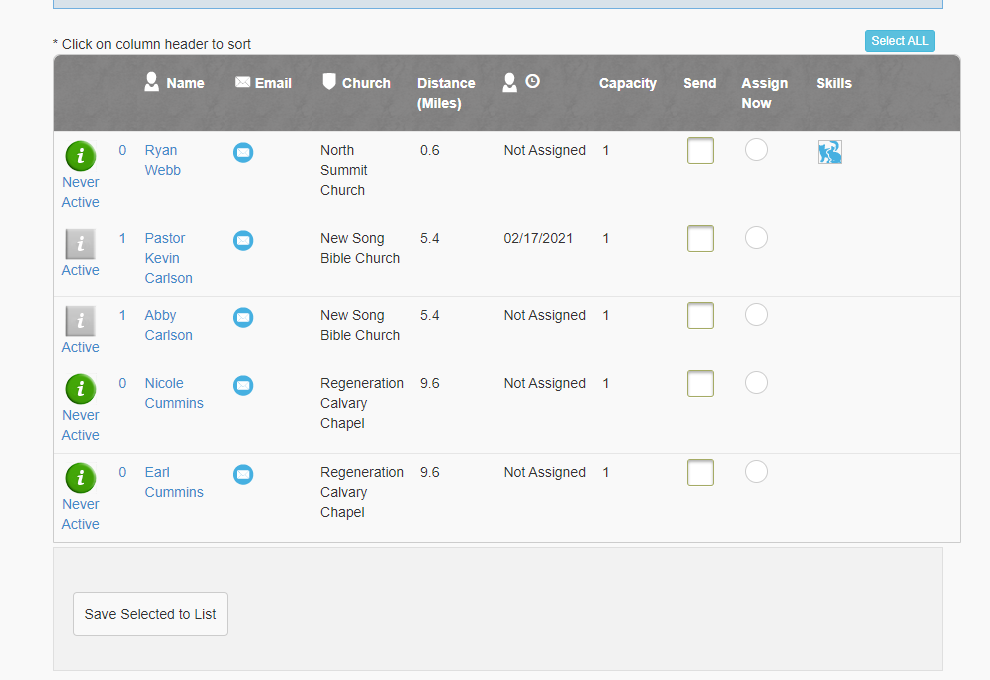 * Click on column header to sort
Select ALL
Name Email Church Distance (Miles) Capacity Send Assign Now Skills
i Never Active 0 Ryan Webb North Summit Church 0.6 Not Assigned 1
i Active 1 Pastor Kevin Carlson New Song Bible Church 5.4 02/17/2021 1
i Active 1 Abby Carlson New Song Bible Church 5.4 Not Assigned 1
i Never Active 0 Nicole Cummins Regeneration Calvary Chapel 9.6 Not Assigned 1
i Never Active 0 Earl Cummins Regeneration Calvary Chapel 9.6 Not Assigned 1
Save Selected to List